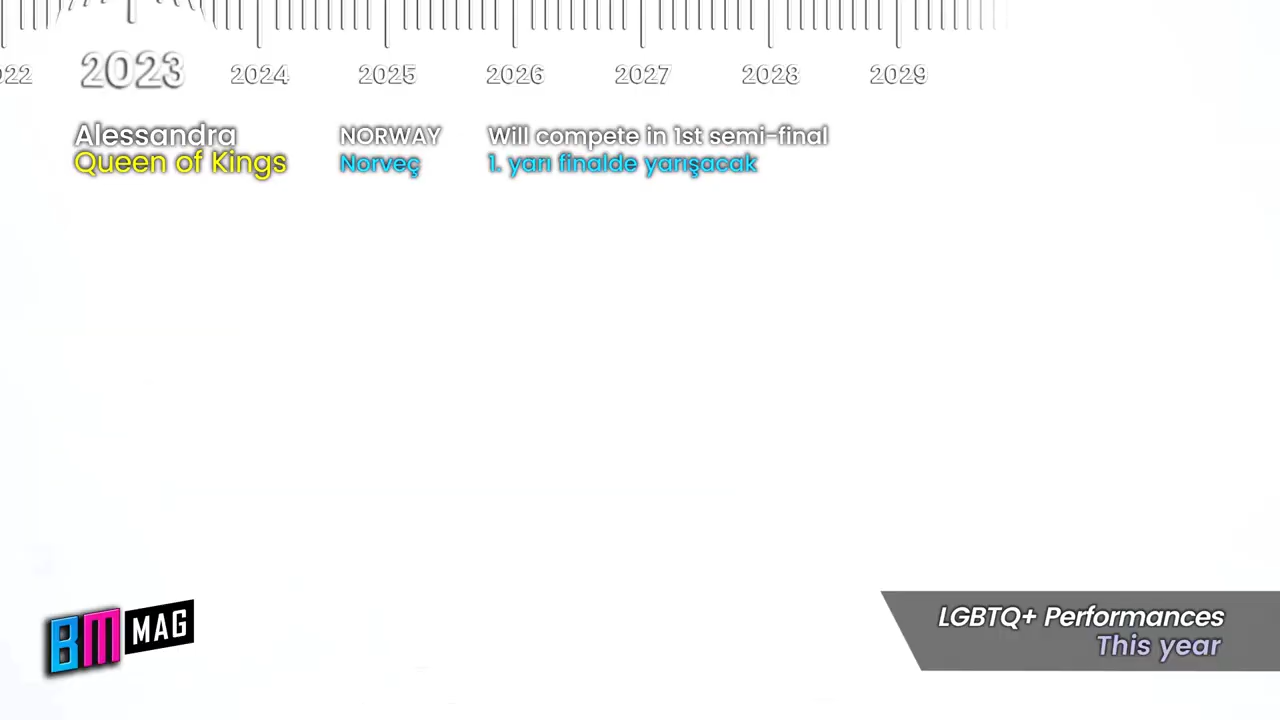 022 2023 2024 2025 2026 2027 2028 2029
Alessandra NORWAY Will compete in 1st semi-final
Queen of Kings Norveç 1. yarı finalde yarışacak
BM MAG
LGBTQ+ Performances
This year